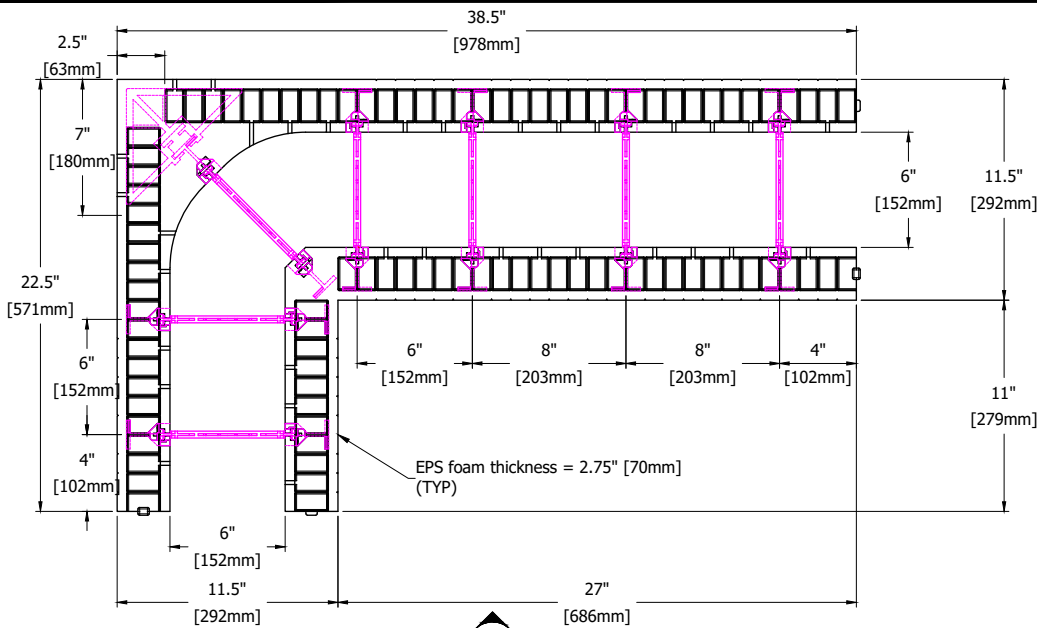 38.5"
[978mm]
2.5"
[63mm]
7"
[180mm]
6"
[152mm]
11.5"
[292mm]
22.5"
[571mm]
6"
[152mm]
8"
[203mm]
8"
[203mm]
4"
[102mm]
6"
[152mm]
11"
[279mm]
4"
[102mm]
EPS foam thickness = 2.75" [70mm]
(TYP)
6"
[152mm]
11.5"
[292mm]
27"
[686mm]